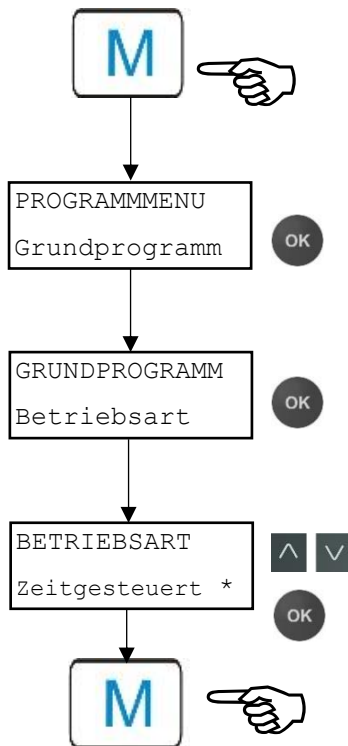 M
PROGRAMMMENU
Grundprogramm
OK
GRUNDPROGRAMM
Betriebsart
OK
BETRIEBSART
Zeitgesteuert *
OK
M